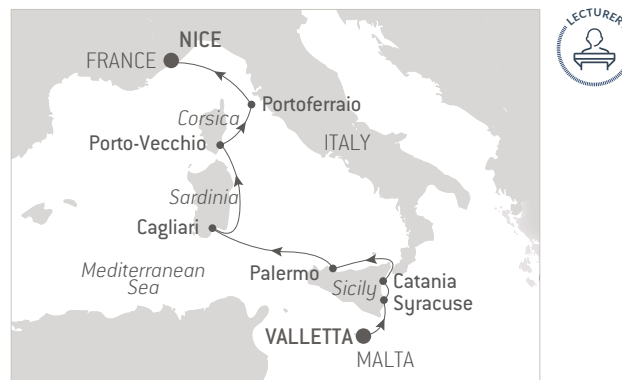 LECTURER
NICE
FRANCE
Portoferraio
Corsica
Porto-Vecchio
ITALY
Sardinia
Cagliari
Mediterranean
Sea
Palermo
Sicily
Catania
Syracuse
VALLETTA
MALTA